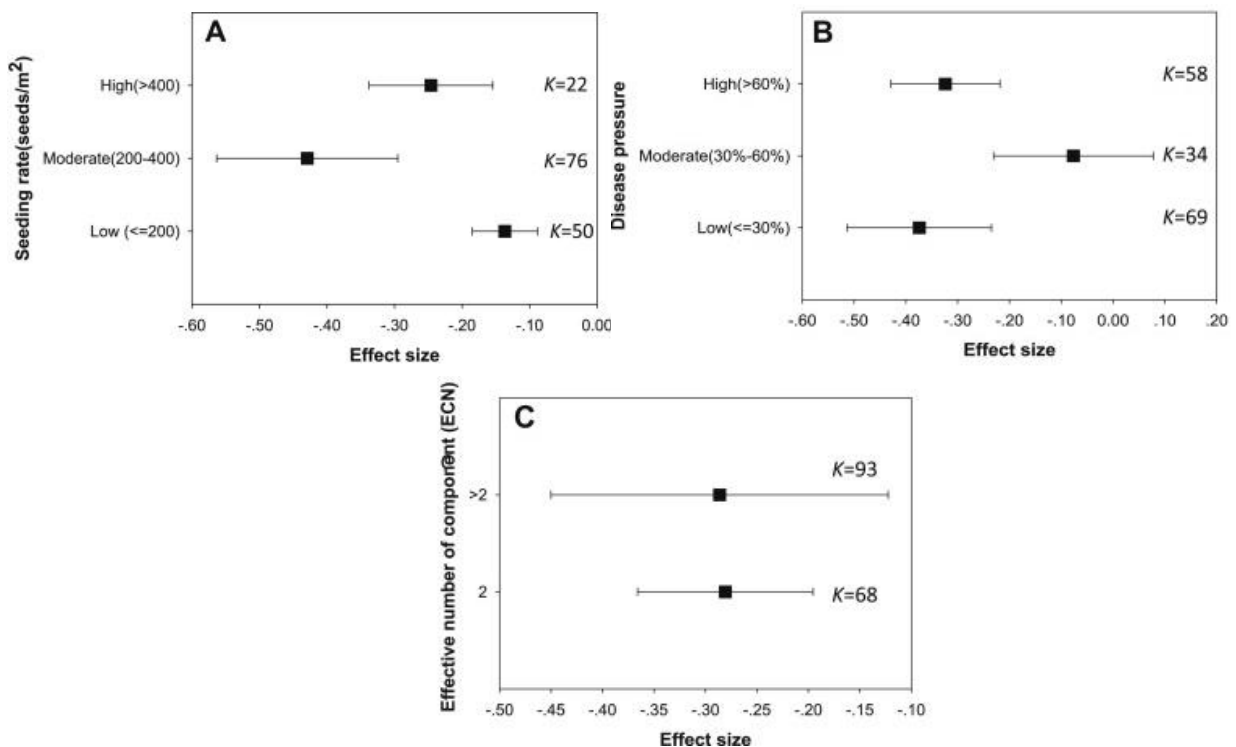 A
Seeding rate(seeds/m²)
High(>400)
Moderate(200-400)
Low (<=200)
K=22
K=76
K=50
-.60 -.50 -.40 -.30 -.20 -.10 0.00
Effect size
B
Disease pressure
High(>60%)
Moderate(30%-60%)
Low(<=30%)
K=58
K=34
K=69
-.60 -.50 -.40 -.30 -.20 -.10 0.00 .10 .20
Effect size
C
Effective number of component (ECN)
>2
2
K=93
K=68
-.50 -.45 -.40 -.35 -.30 -.25 -.20 -.15 -.10
Effect size